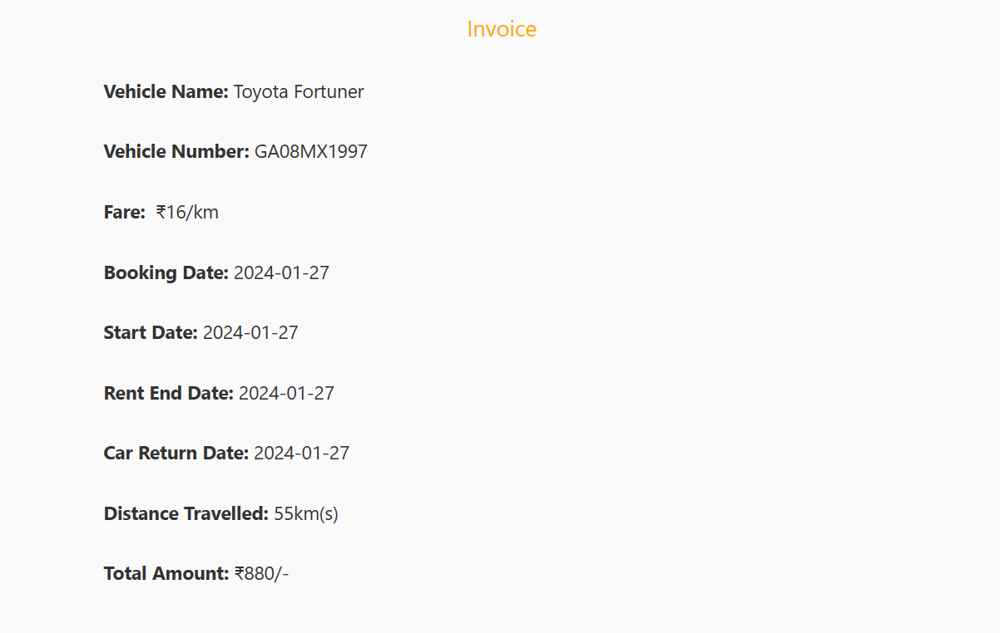 Invoice
Vehicle Name: Toyota Fortuner
Vehicle Number: GA08MX1997
Fare: ₹16/km
Booking Date: 2024-01-27
Start Date: 2024-01-27
Rent End Date: 2024-01-27
Car Return Date: 2024-01-27
Distance Travelled: 55km(s)
Total Amount: ₹880/-